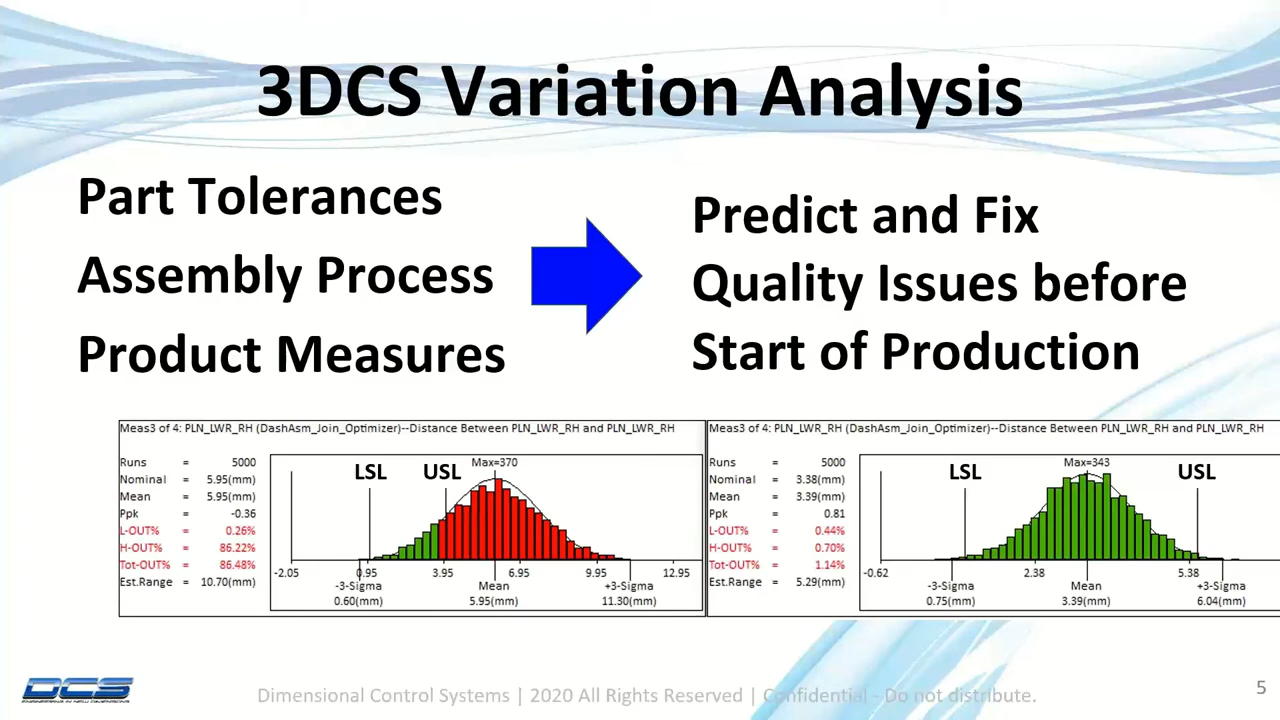 3DCS Variation Analysis
Part Tolerances
Assembly Process
Product Measures
Predict and Fix
Quality Issues before
Start of Production
Meas3 of 4: PLN_LWR_RH (DashAsm_Join_Optimizer)--Distance Between PLN_LWR_RH and PLN_LWR_RH
Runs = 5000
Nominal = 5.95(mm)
Mean = 5.95(mm)
Ppk = -0.36
L-OUT% = 0.26%
H-OUT% = 86.22%
Tot-OUT% = 86.48%
Est.Range = 10.70(mm)
LSL USL Max=370
-2.05 0.95 3.95 6.95 9.95 12.95
-3-Sigma Mean +3-Sigma
0.60(mm) 5.95(mm) 11.30(mm)
Meas3 of 4: PLN_LWR_RH (DashAsm_Join_Optimizer)--Distance Between PLN_LWR_RH and PLN_LWR_RH
Runs = 5000
Nominal = 3.38(mm)
Mean = 3.39(mm)
Ppk = 0.81
L-OUT% = 0.44%
H-OUT% = 0.70%
Tot-OUT% = 1.14%
Est.Range = 5.29(mm)
LSL Max=343 USL
-0.62 2.38 5.38
-3-Sigma Mean +3-Sigma
0.75(mm) 3.39(mm) 6.04(mm)
DCS
ENGINEERING IN NEW DIMENSIONS
Dimensional Control Systems | 2020 All Rights Reserved | Confidential - Do not distribute.
5